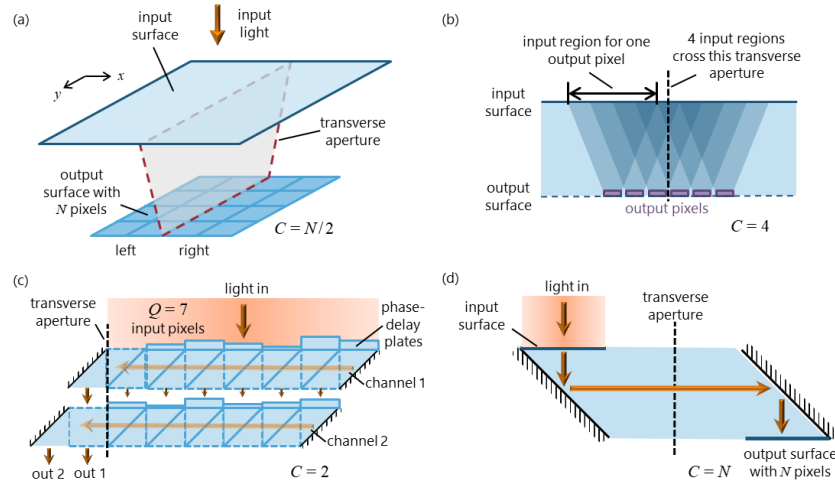 (a)
input
surface
input
light
x
y
transverse
aperture
output
surface with
N pixels
left
right
C = N/2
(b)
input region for one
output pixel
4 input regions
cross this transverse
aperture
input
surface
output
surface
output pixels
C = 4
(c)
transverse
aperture
Q = 7
input pixels
light in
phase-
delay
plates
channel 1
channel 2
out 2
out 1
C = 2
(d)
light in
input
surface
transverse
aperture
C = N
output surface
with N pixels